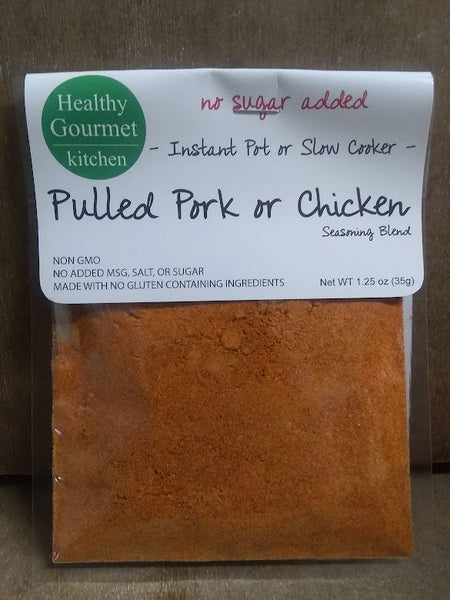 Healthy
Gourmet
kitchen
no sugar added
- Instant Pot or Slow Cooker -
Pulled Pork or Chicken
Seasoning Blend
NON GMO
NO ADDED MSG, SALT, OR SUGAR
MADE WITH NO GLUTEN CONTAINING INGREDIENTS
Net WT 1.25 oz (35g)